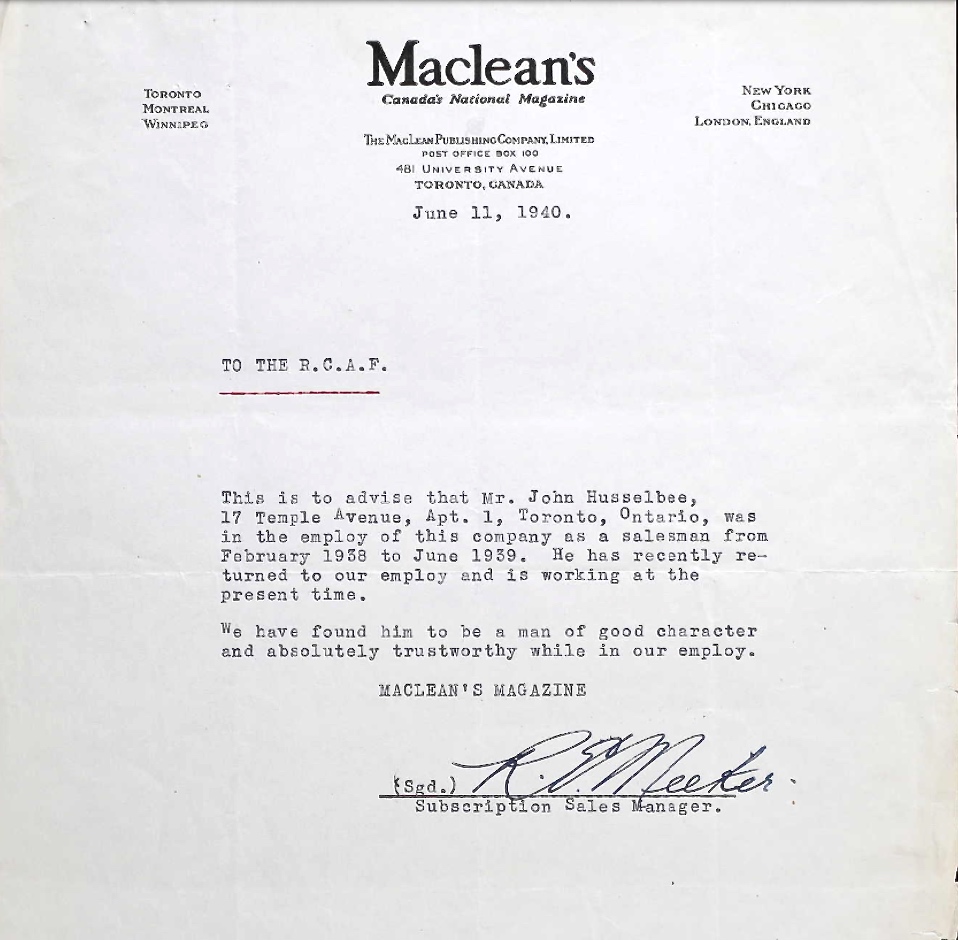 Maclean's
Canada's National Magazine
TORONTO
MONTREAL
WINNIPEG
NEW YORK
CHICAGO
LONDON, ENGLAND
THE MACLEAN PUBLISHING COMPANY, LIMITED
POST OFFICE BOX 100
481 UNIVERSITY AVENUE
TORONTO, CANADA
June 11, 1940.
TO THE R.C.A.F.
This is to advise that Mr. John Husselbee,
17 Temple Avenue, Apt. 1, Toronto, Ontario, was
in the employ of this company as a salesman from
February 1938 to June 1939. He has recently re-
turned to our employ and is working at the
present time.
We have found him to be a man of good character
and absolutely trustworthy while in our employ.
MACLEAN'S MAGAZINE
(Sgd.) R. E. Meeker.
Subscription Sales Manager.